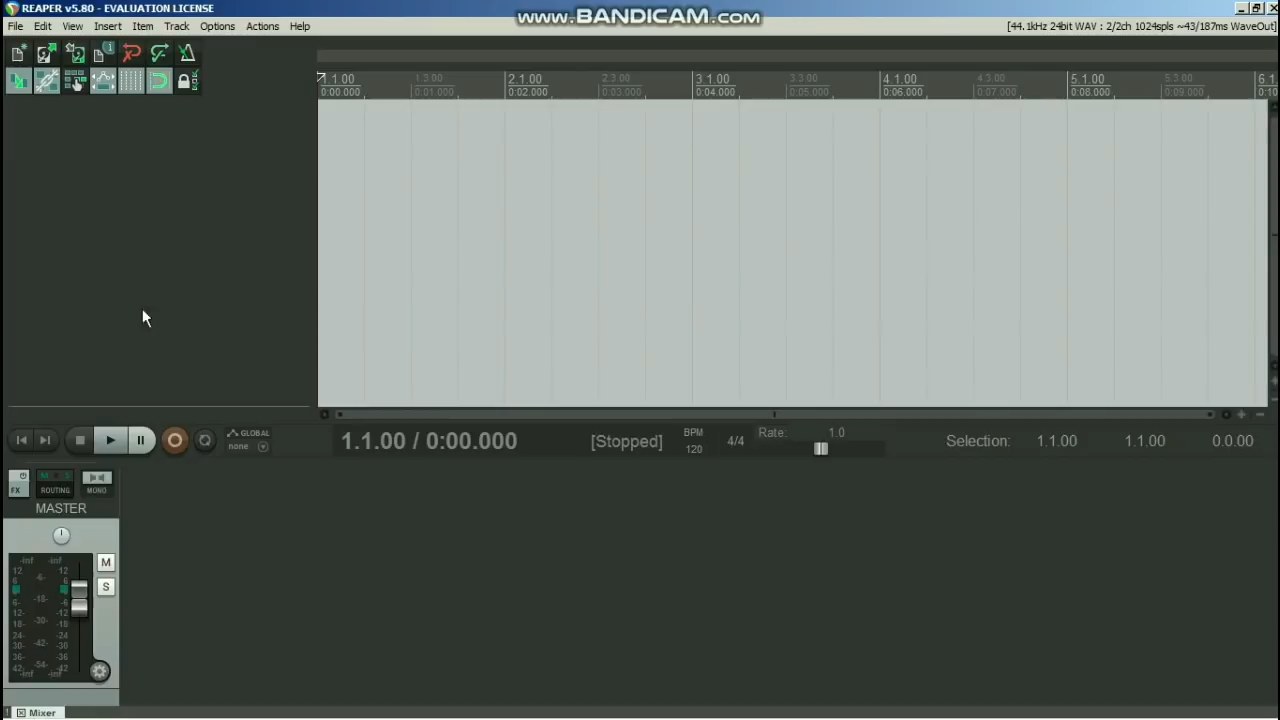 REAPER v5.80 - EVALUATION LICENSE
www.BANDICAM.com
File Edit View Insert Item Track Options Actions Help
[44.1kHz 24bit WAV : 2/2ch 1024spls ~43/187ms WaveOut]
1.1.00 1.3.00 2.1.00 2.3.00 3.1.00 3.3.00 4.1.00 4.3.00 5.1.00 5.3.00 6.1
0:00.000 0:01.000 0:02.000 0:03.000 0:04.000 0:05.000 0:06.000 0:07.000 0:08.000 0:09.000 0:10
GLOBAL
none
1.1.00 / 0:00.000
[Stopped]
BPM
120
4/4
Rate: 1.0
Selection: 1.1.00 1.1.00 0.0.00
FX
M S
ROUTING
MONO
MASTER
M
S
-inf -inf
12 12
6 -6- 6
6- -6
12- -18- -12
18- -18
24- -30- -24
30- -30
36- -42- -36
42 -54- 42
-inf -inf
1 Mixer